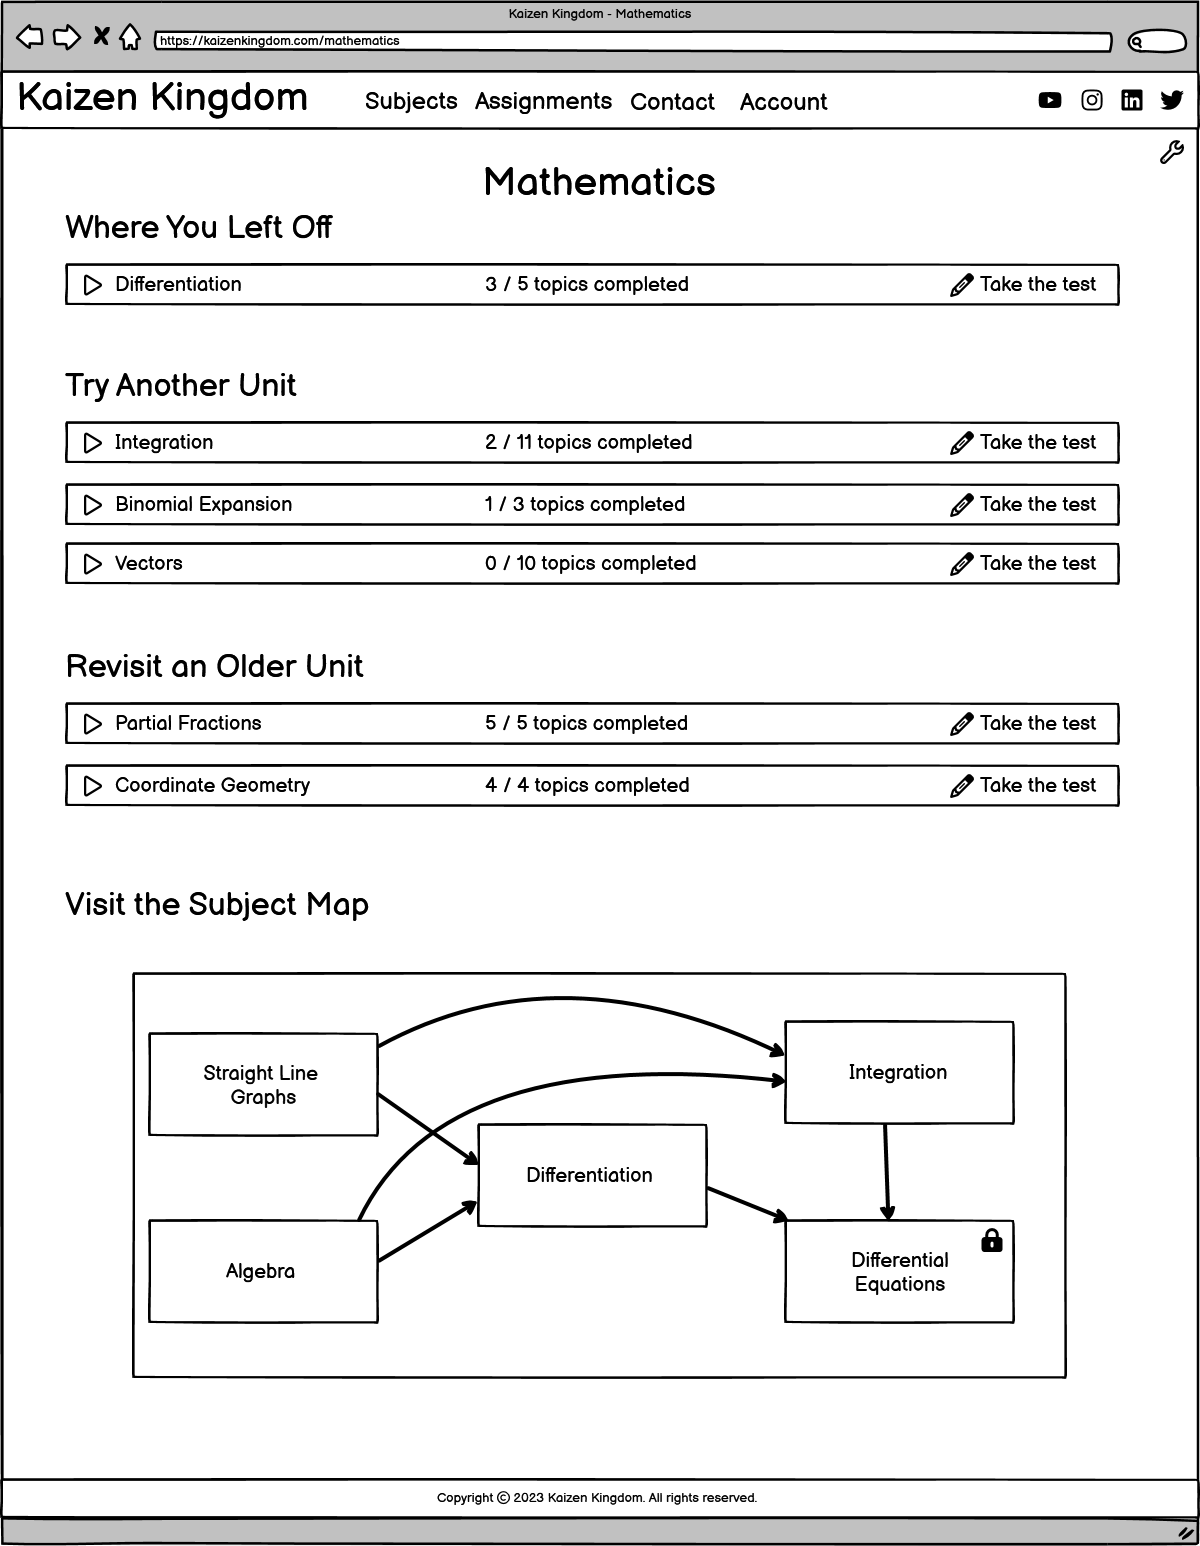 Kaizen Kingdom - Mathematics
https://kaizenkingdom.com/mathematics
Kaizen Kingdom Subjects Assignments Contact Account
Mathematics
Where You Left Off
Differentiation 3 / 5 topics completed Take the test
Try Another Unit
Integration 2 / 11 topics completed Take the test
Binomial Expansion 1 / 3 topics completed Take the test
Vectors 0 / 10 topics completed Take the test
Revisit an Older Unit
Partial Fractions 5 / 5 topics completed Take the test
Coordinate Geometry 4 / 4 topics completed Take the test
Visit the Subject Map
Straight Line
Graphs
Integration
Differentiation
Algebra
Differential
Equations
Copyright © 2023 Kaizen Kingdom. All rights reserved.